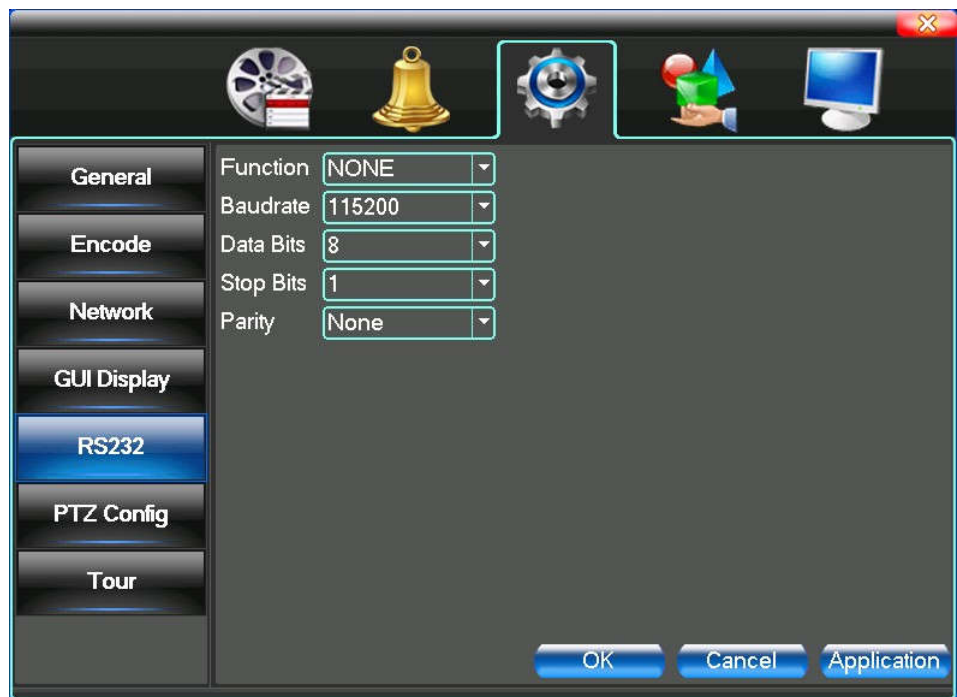 General
Encode
Network
GUI Display
RS232
PTZ Config
Tour
Function NONE
Baudrate 115200
Data Bits 8
Stop Bits 1
Parity None
OK Cancel Application